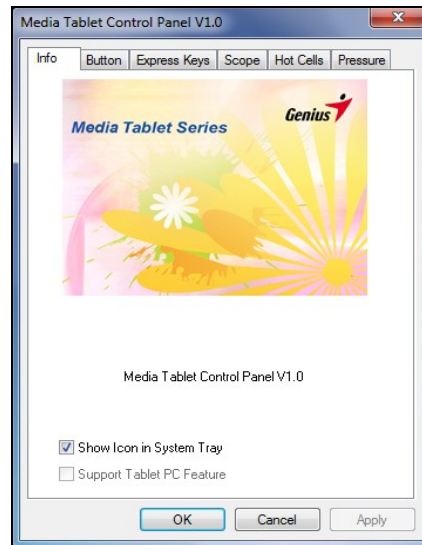 Media Tablet Control Panel V1.0
Info Button Express Keys Scope Hot Cells Pressure
Media Tablet Series
Genius
Media Tablet Control Panel V1.0
Show Icon in System Tray
Support Tablet PC Feature
OK Cancel Apply